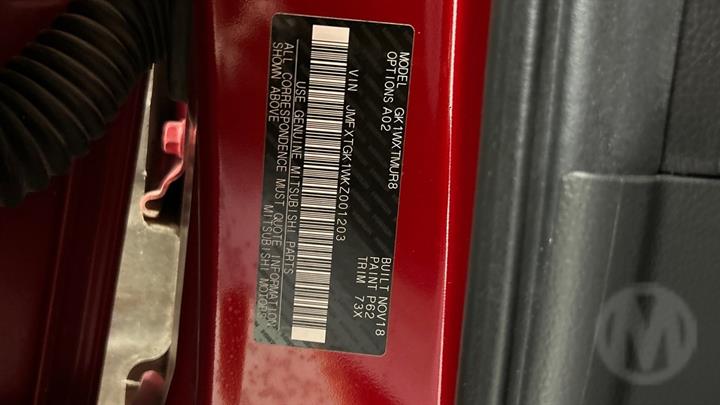 MODEL GK1WXTMUR8
OPTIONS A02
VIN JMFXTGK1WKZ001203
BUILT NOV18
PAINT P62
TRIM 73X
USE GENUINE MITSUBISHI PARTS
ALL CORRESPONDENCE MUST QUOTE INFORMATION
SHOWN ABOVE
MITSUBISHI MOTORS
M